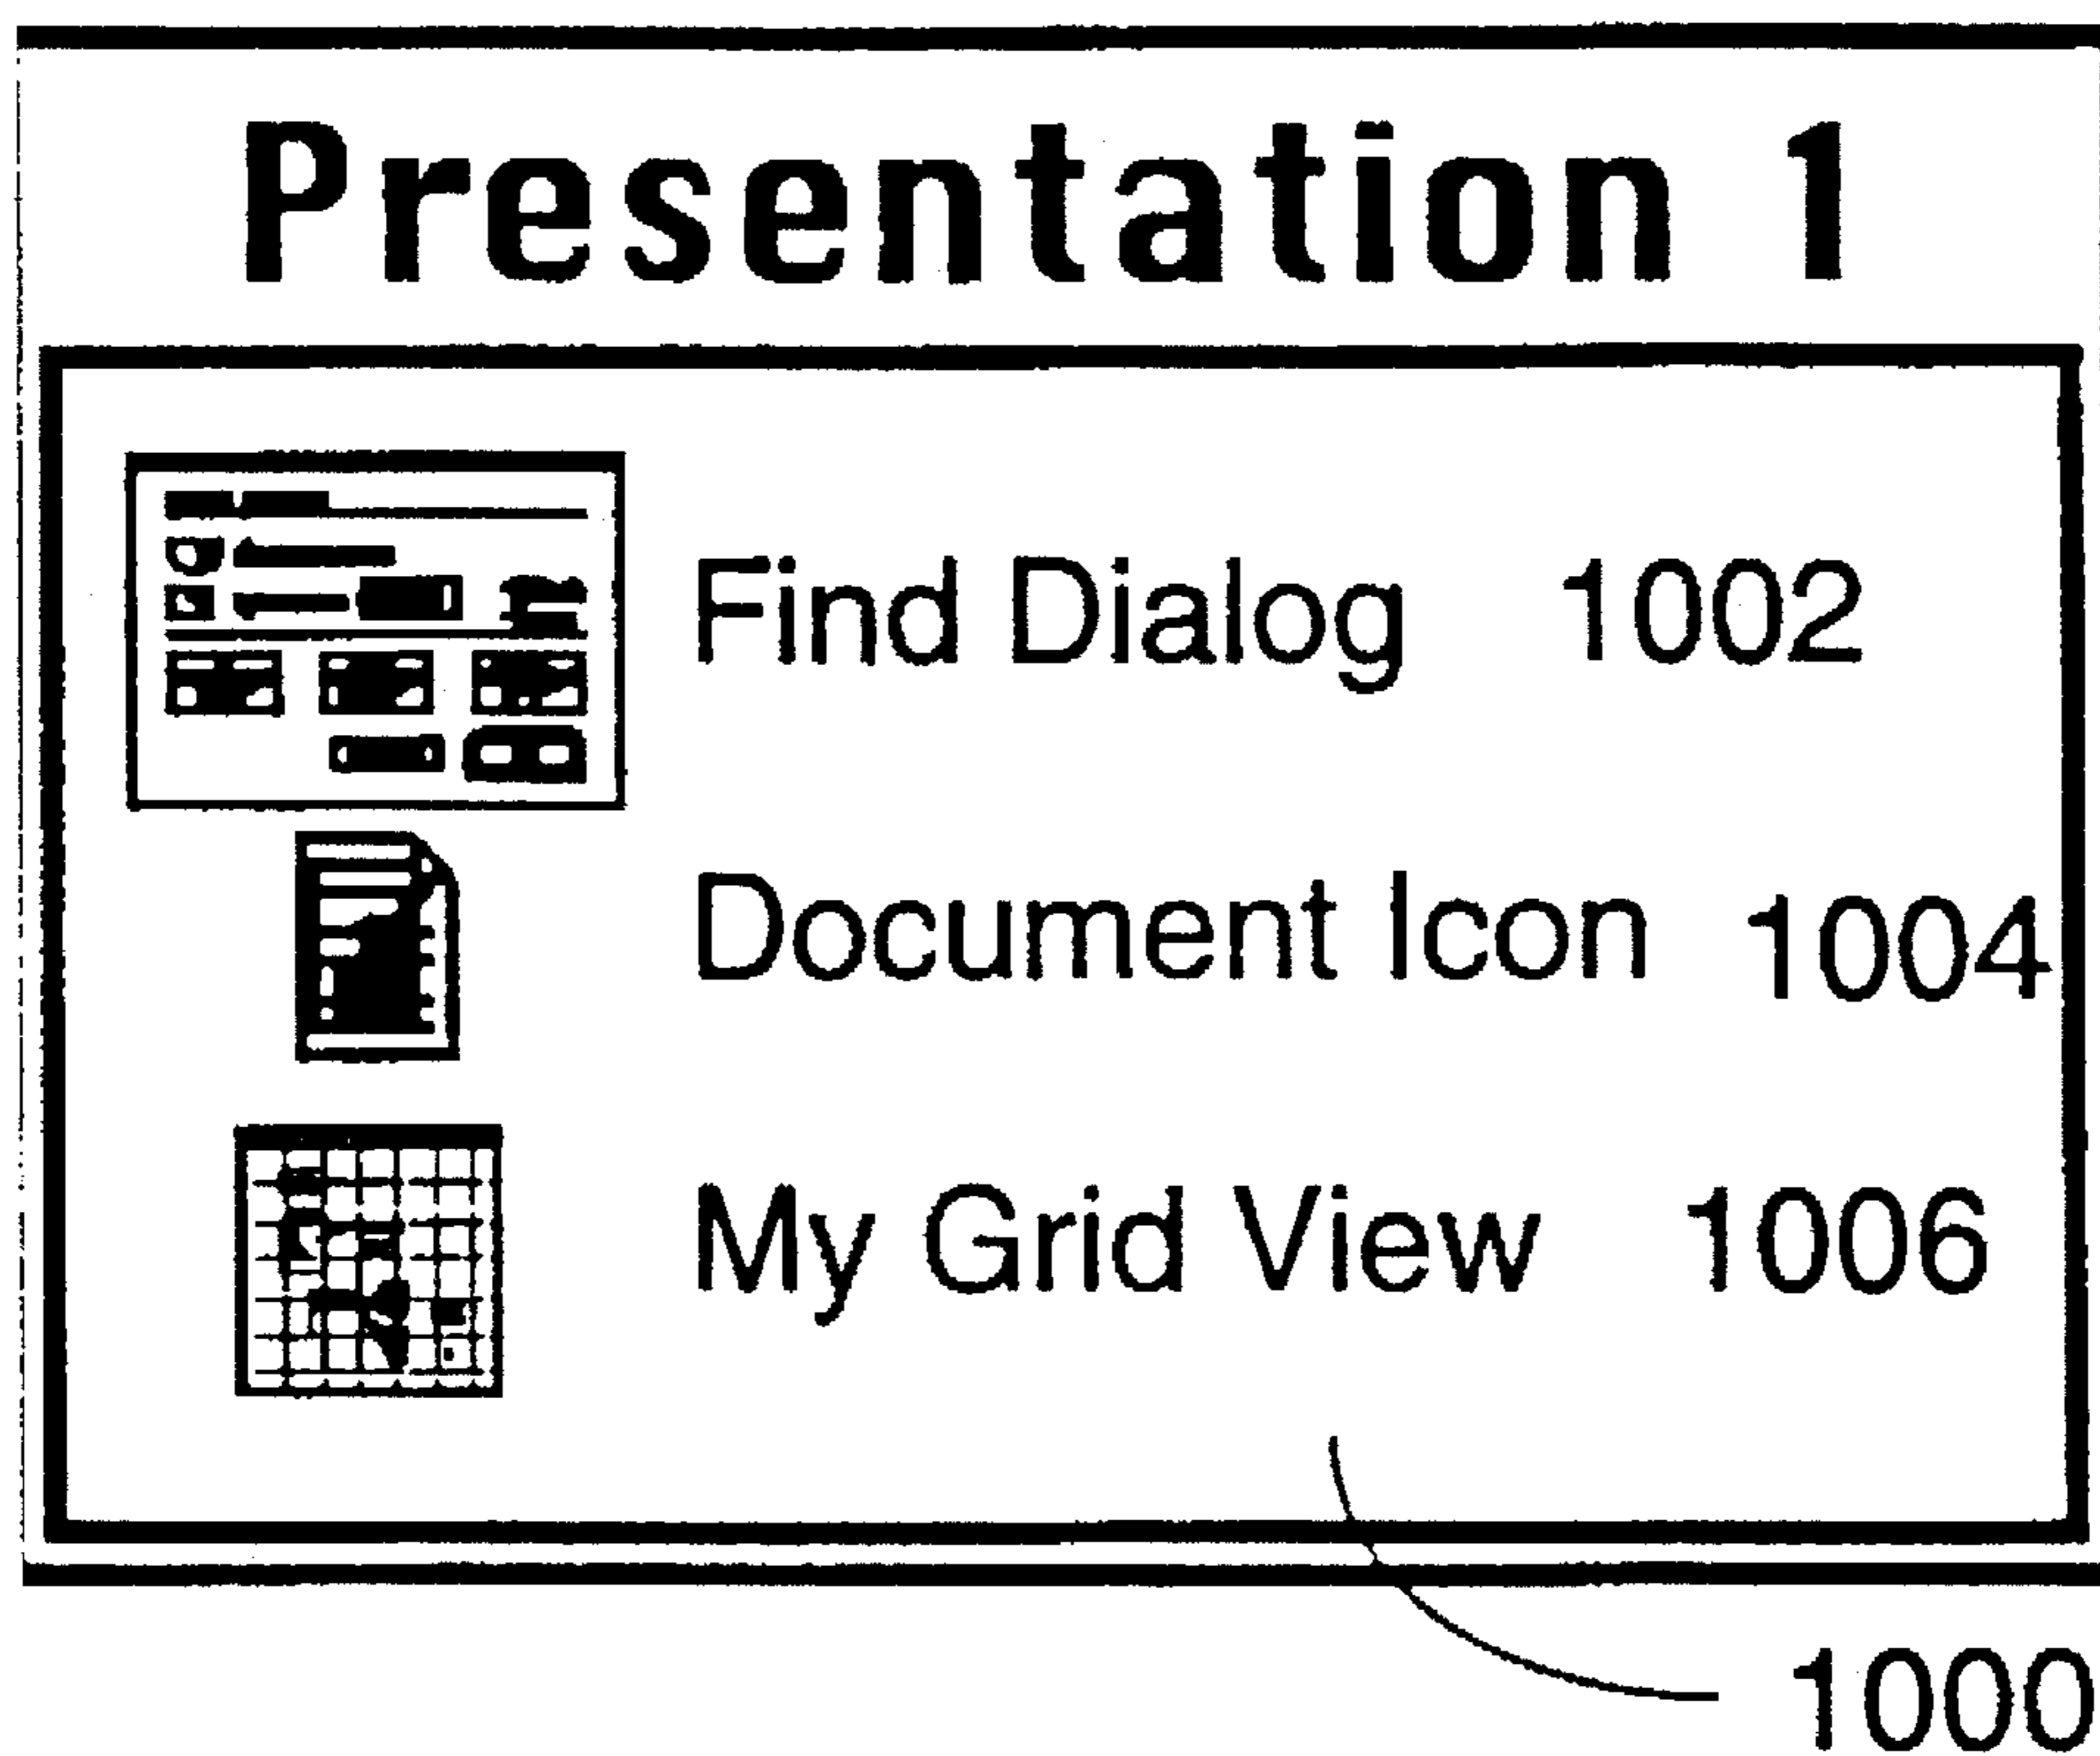 Presentation 1
Find Dialog 1002
Document Icon 1004
My Grid View 1006
1000